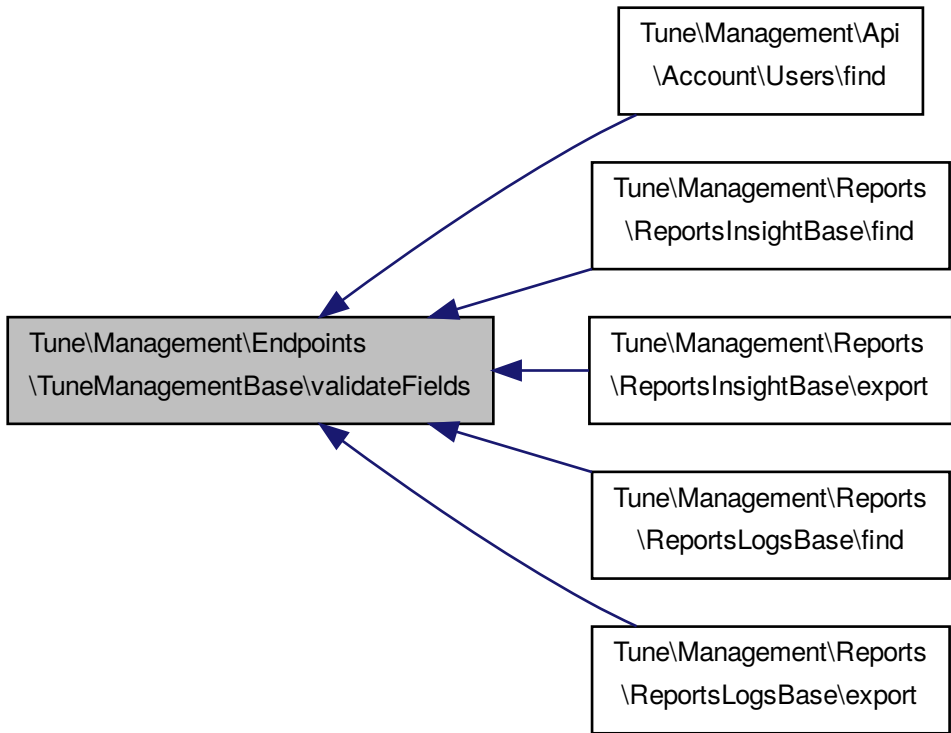 Tune\Management\Api
\Account\Users\find
Tune\Management\Reports
\ReportsInsightBase\find
Tune\Management\Endpoints
\TuneManagementBase\validateFields
Tune\Management\Reports
\ReportsInsightBase\export
Tune\Management\Reports
\ReportsLogsBase\find
Tune\Management\Reports
\ReportsLogsBase\export